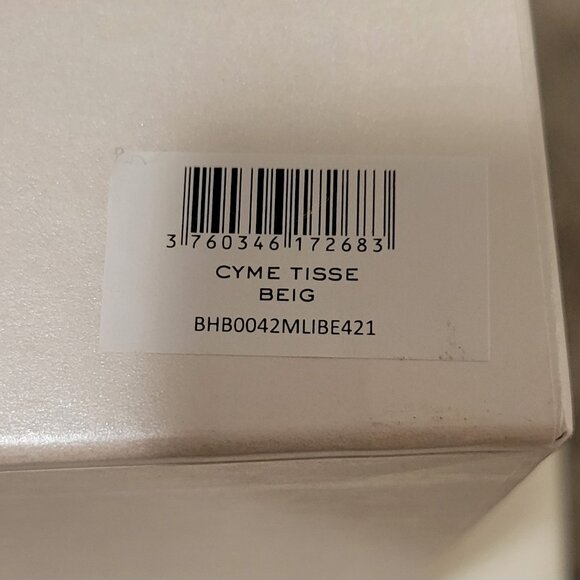 3 760346 172683
CYME TISSE
BEIG
BHB0042MLIBE421